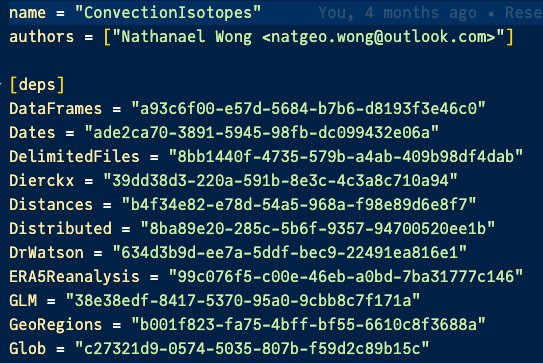 name = "ConvectionIsotopes" You, 4 months ago • Rese
authors = ["Nathanael Wong <natgeo.wong@outlook.com>"]
[deps]
DataFrames = "a93c6f00-e57d-5684-b7b6-d8193f3e46c0"
Dates = "ade2ca70-3891-5945-98fb-dc099432e06a"
DelimitedFiles = "8bb1440f-4735-579b-a4ab-409b98df4dab"
Dierckx = "39dd38d3-220a-591b-8e3c-4c3a8c710a94"
Distances = "b4f34e82-e78d-54a5-968a-f98e89d6e8f7"
Distributed = "8ba89e20-285c-5b6f-9357-94700520ee1b"
DrWatson = "634d3b9d-ee7a-5ddf-bec9-22491ea816e1"
ERA5Reanalysis = "99c076f5-c00e-46eb-a0bd-7ba31777c146"
GLM = "38e38edf-8417-5370-95a0-9cbb8c7f171a"
GeoRegions = "b001f823-fa75-4bff-bf55-6610c8f3688a"
Glob = "c27321d9-0574-5035-807b-f59d2c89b15c"